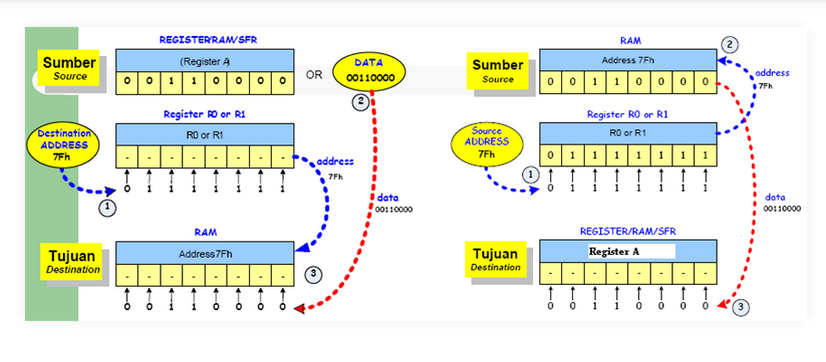 REGISTER/RAM/SFR
Sumber
Source
(Register A)
0 0 1 1 0 0 0 0
OR
DATA
00110000
2
Register R0 or R1
Destination
ADDRESS
7Fh
R0 or R1
- - - - - - - -
address
7Fh
1
0 1 1 1 1 1 1 1
data
00110000
RAM
Tujuan
Destination
Address7Fh
- - - - - - - -
3
0 0 1 1 0 0 0 0
RAM
2
Sumber
Source
Address 7Fh
0 0 1 1 0 0 0 0
address
7Fh
Register R0 or R1
Source
ADDRESS
7Fh
R0 or R1
0 1 1 1 1 1 1 1
1
0 1 1 1 1 1 1 1
data
00110000
REGISTER/RAM/SFR
Tujuan
Destination
Register A
- - - - - - - -
0 0 1 1 0 0 0 0
3